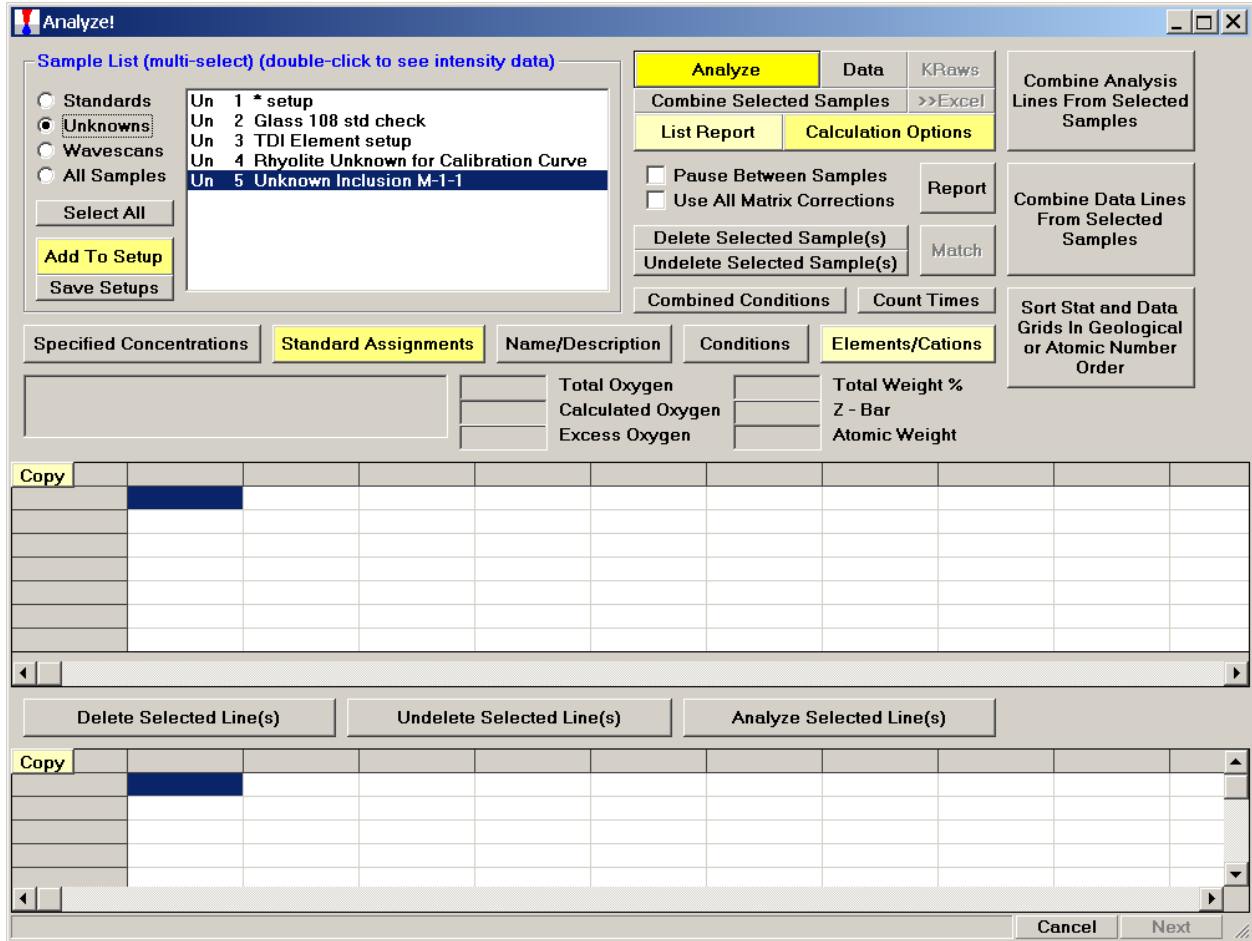 Analyze!
Sample List (multi-select) (double-click to see intensity data)
Standards
Unknowns
Wavescans
All Samples
Select All
Add To Setup
Save Setups
Un 1 * setup
Un 2 Glass 108 std check
Un 3 TDI Element setup
Un 4 Rhyolite Unknown for Calibration Curve
Un 5 Unknown Inclusion M-1-1
Analyze
Data
KRaws
Combine Selected Samples
>>Excel
List Report
Calculation Options
Pause Between Samples
Use All Matrix Corrections
Report
Delete Selected Sample(s)
Undelete Selected Sample(s)
Match
Combined Conditions
Count Times
Combine Analysis
Lines From Selected
Samples
Combine Data Lines
From Selected
Samples
Sort Stat and Data
Grids In Geological
or Atomic Number
Order
Specified Concentrations
Standard Assignments
Name/Description
Conditions
Elements/Cations
Total Oxygen
Total Weight %
Calculated Oxygen
Z - Bar
Excess Oxygen
Atomic Weight
Copy
Delete Selected Line(s)
Undelete Selected Line(s)
Analyze Selected Line(s)
Copy
Cancel
Next